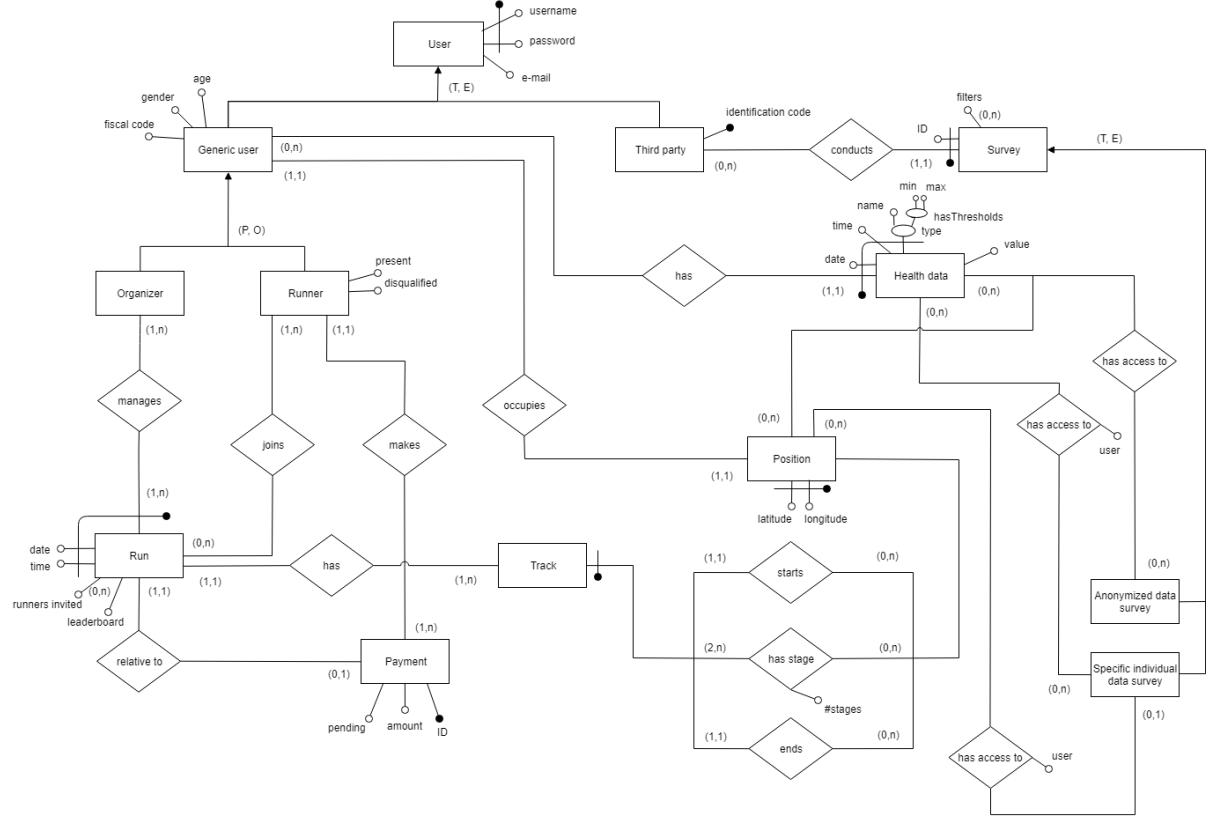 username
User
password
e-mail
(T, E)
age
gender
fiscal code
Generic user
(0,n)
(1,1)
identification code
Third party
(0,n)
conducts
filters
(0,n)
ID
Survey
(1,1)
(T, E)
(P, O)
min
max
name
hasThresholds
time
type
date
value
Health data
(1,1)
(0,n)
(0,n)
has
Organizer
Runner
present
disqualified
(1,n)
(1,n)
(1,1)
has access to
manages
occupies
has access to
user
joins
makes
(0,n)
(0,n)
Position
(1,1)
latitude
longitude
(1,n)
date
time
Run
(0,n)
(1,1)
has
(1,n)
Track
runners invited
(0,n)
(1,1)
leaderboard
(1,1)
starts
(0,n)
(0,n)
Anonymized data
survey
relative to
(1,n)
Payment
(0,1)
(2,n)
has stage
(0,n)
#stages
Specific individual
data survey
(0,n)
(0,1)
pending
amount
ID
(1,1)
ends
(0,n)
has access to
user